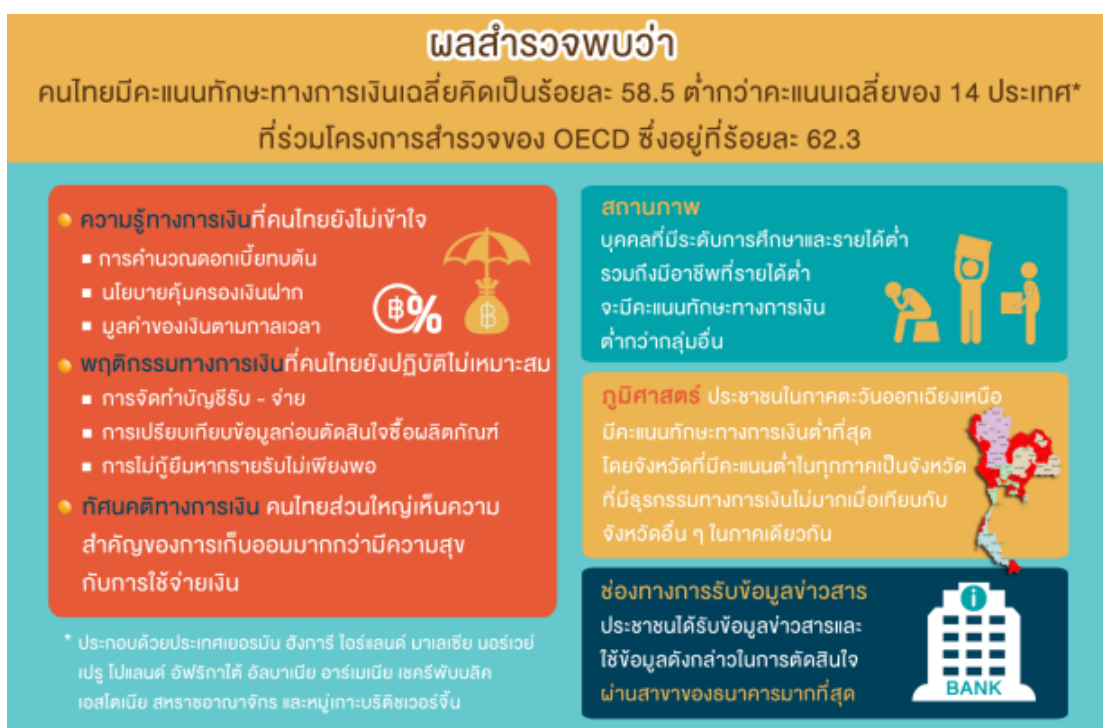 ผลสำรวจพบว่า
คนไทยมีคะแนนทักษะทางการเงินเฉลี่ยคิดเป็นร้อยละ 58.5 ต่ำกว่าคะแนนเฉลี่ยของ 14 ประเทศ*
ที่ร่วมโครงการสำรวจของ OECD ซึ่งอยู่ที่ร้อยละ 62.3
ความรู้ทางการเงินที่คนไทยยังไม่เข้าใจ
การคำนวณดอกเบี้ยทบต้น
นโยบายคุ้มครองเงินฝาก
มูลค่าของเงินตามกาลเวลา
฿%
฿
พฤติกรรมทางการเงินที่คนไทยยังปฏิบัติไม่เหมาะสม
การจัดทำบัญชีรับ - จ่าย
การเปรียบเทียบข้อมูลก่อนตัดสินใจซื้อผลิตภัณฑ์
การไม่กู้ยืมหากรายรับไม่เพียงพอ
ทัศนคติทางการเงิน คนไทยส่วนใหญ่เห็นความ
สำคัญของการเก็บออมมากกว่ามีความสุข
กับการใช้จ่ายเงิน
* ประกอบด้วยประเทศเยอรมัน ฮังการี ไอร์แลนด์ มาเลเซีย นอร์เวย์
เปรู โปแลนด์ อัฟริกาใต้ อัลบาเนีย อาร์เมเนีย เชครีพับบลิค
เอสโตเนีย สหราชอาณาจักร และหมู่เกาะบริติชเวอร์จิ้น
สถานภาพ
บุคคลที่มีระดับการศึกษาและรายได้ต่ำ
รวมถึงมีอาชีพที่รายได้ต่ำ
จะมีคะแนนทักษะทางการเงิน
ต่ำกว่ากลุ่มอื่น
ภูมิศาสตร์ ประชาชนในภาคตะวันออกเฉียงเหนือ
มีคะแนนทักษะทางการเงินต่ำที่สุด
โดยจังหวัดที่มีคะแนนต่ำในทุกภาคเป็นจังหวัด
ที่มีธุรกรรมทางการเงินไม่มากเมื่อเทียบกับ
จังหวัดอื่น ๆ ในภาคเดียวกัน
ช่องทางการรับข้อมูลข่าวสาร
ประชาชนได้รับข้อมูลข่าวสารและ
ใช้ข้อมูลดังกล่าวในการตัดสินใจ
ผ่านสาขาของธนาคารมากที่สุด
i
BANK